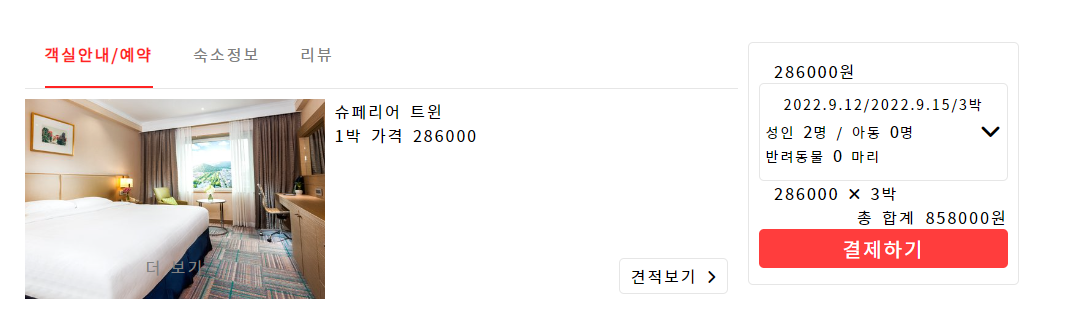 객실안내/예약 숙소정보 리뷰
슈페리어 트윈
1박 가격 286000
더 보기
견적보기
286000원
2022.9.12/2022.9.15/3박
성인 2명 / 아동 0명
반려동물 0 마리
286000 × 3박
총 합계 858000원
결제하기